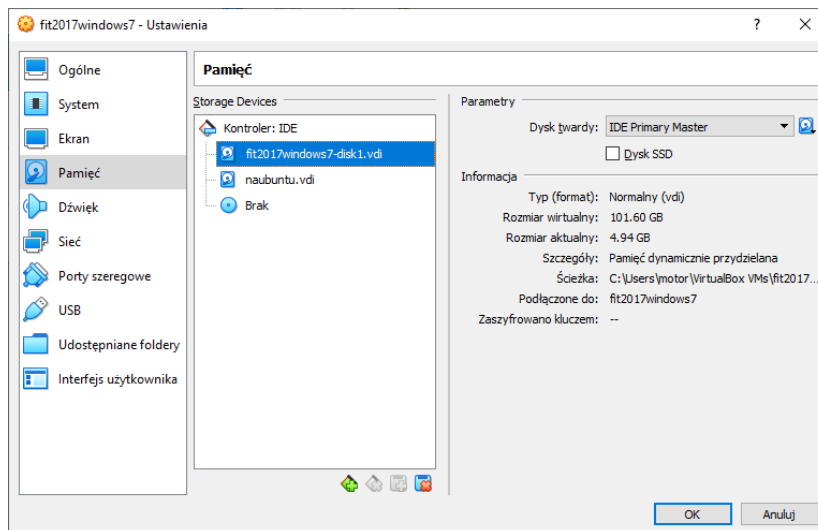 fit2017windows7 - Ustawienia
?
Ogólne
System
Ekran
Pamięć
Dźwięk
Sieć
Porty szeregowe
USB
Udostępniane foldery
Interfejs użytkownika
Pamięć
Storage Devices
Kontroler: IDE
fit2017windows7-disk1.vdi
naubuntu.vdi
Brak
Parametry
Dysk twardy: IDE Primary Master
Dysk SSD
Informacja
Typ (format): Normalny (vdi)
Rozmiar wirtualny: 101.60 GB
Rozmiar aktualny: 4.94 GB
Szczegóły: Pamięć dynamicznie przydzielana
Ścieżka: C:\Users\motor\VirtualBox VMs\fit2017...
Podłączone do: fit2017windows7
Zaszyfrowano kluczem: --
OK
Anuluj